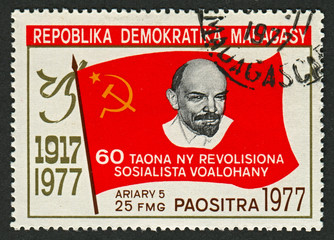 REPOBLIKA DEMOKRATIKA MALAGASY
1917
1977
60 TAONA NY REVOLISIONA
SOSIALISTA VOALOHANY
ARIARY 5
25 FMG
PAOSITRA 1977